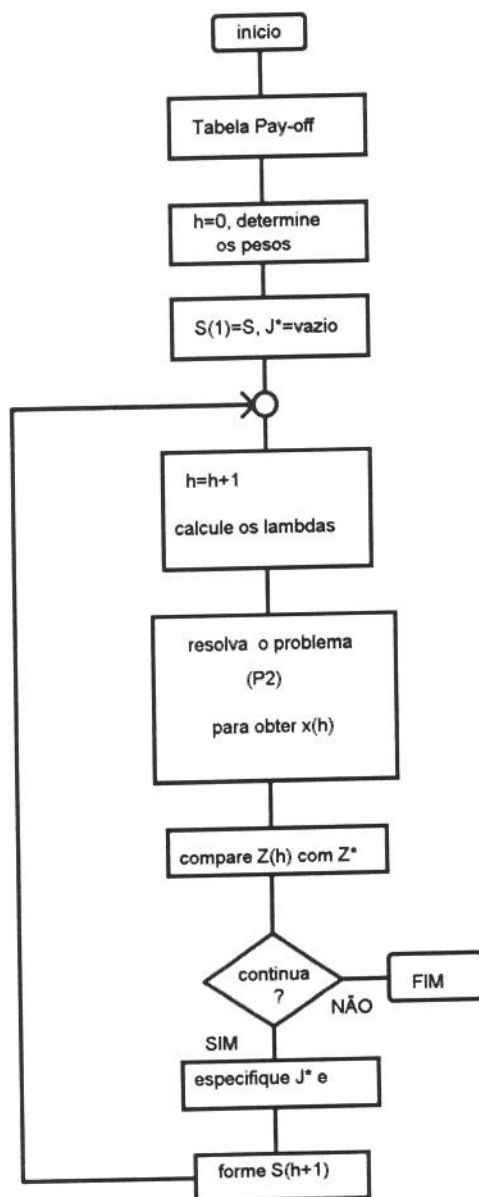 início
Tabela Pay-off
h=0, determine
os pesos
S(1)=S, J*=vazio
h=h+1
calcule os lambdas
resolva o problema
(P2)
para obter x(h)
compare Z(h) com Z*
continua
?
NÃO
FIM
SIM
especifique J* e
forme S(h+1)